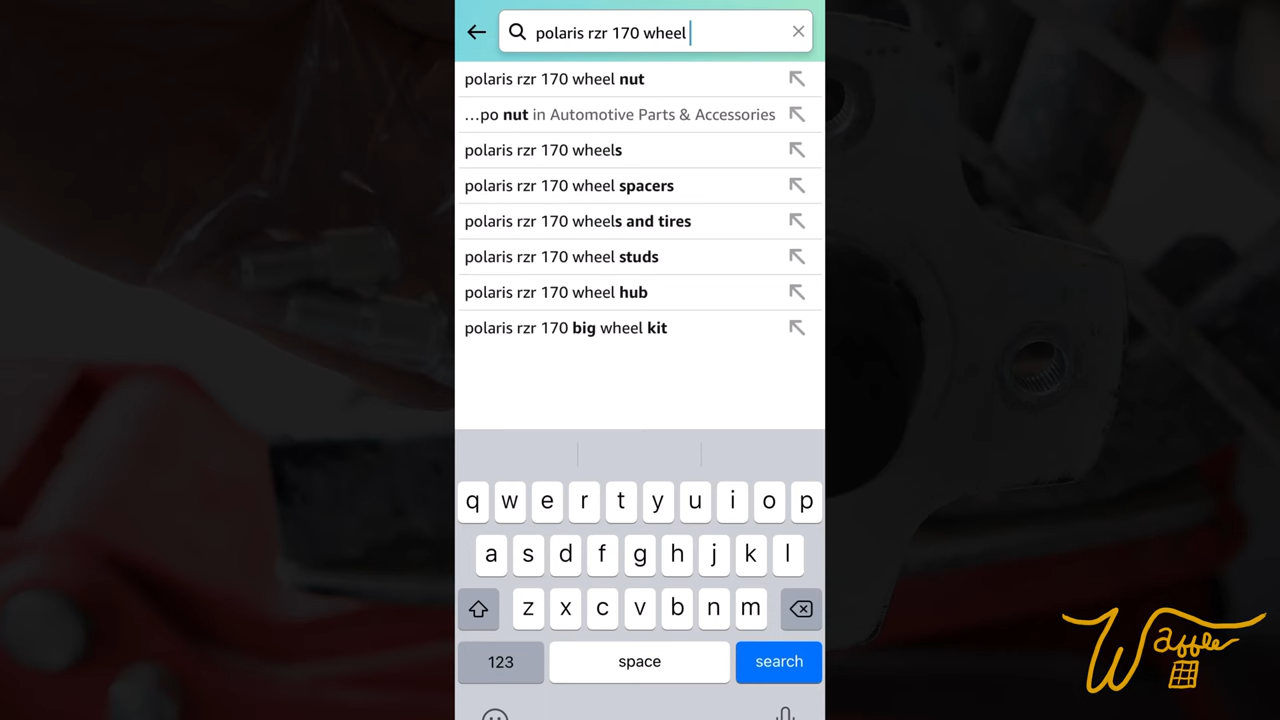 polaris rzr 170 wheel
polaris rzr 170 wheel nut
...po nut in Automotive Parts & Accessories
polaris rzr 170 wheels
polaris rzr 170 wheel spacers
polaris rzr 170 wheels and tires
polaris rzr 170 wheel studs
polaris rzr 170 wheel hub
polaris rzr 170 big wheel kit
q w e r t y u i o p
a s d f g h j k l
z x c v b n m
123 space search
Waffle